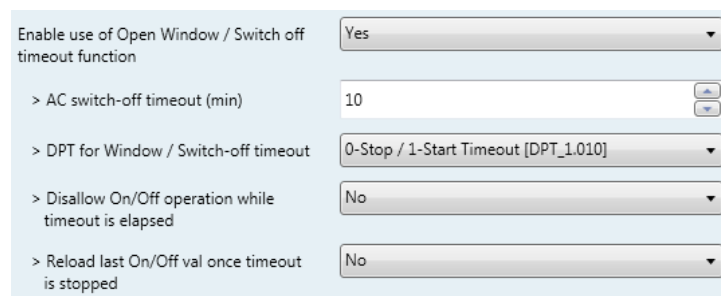 Enable use of Open Window / Switch off
timeout function
Yes
> AC switch-off timeout (min)
10
> DPT for Window / Switch-off timeout
0-Stop / 1-Start Timeout [DPT_1.010]
> Disallow On/Off operation while
timeout is elapsed
No
> Reload last On/Off val once timeout
is stopped
No